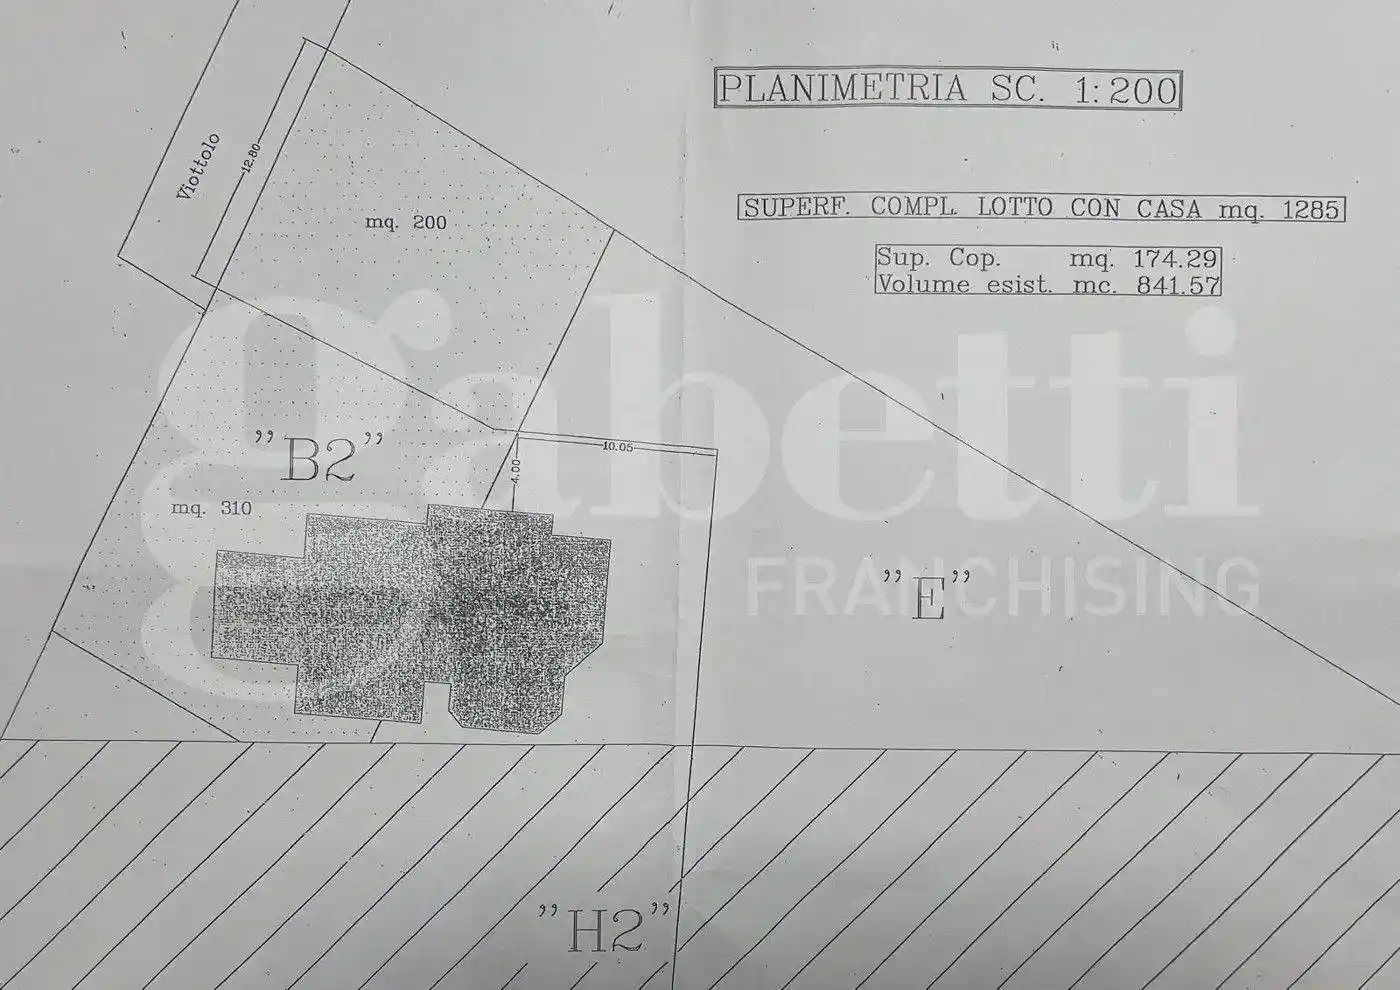 PLANIMETRIA SC. 1:200
Viottolo
12.80
mq. 200
SUPERF. COMPL. LOTTO CON CASA mq. 1285
Sup. Cop. mq. 174.29
Volume esist. mc. 841.57
gabetti
FRANCHISING
"B2"
10.05
4.00
mq. 310
"E"
"H2"